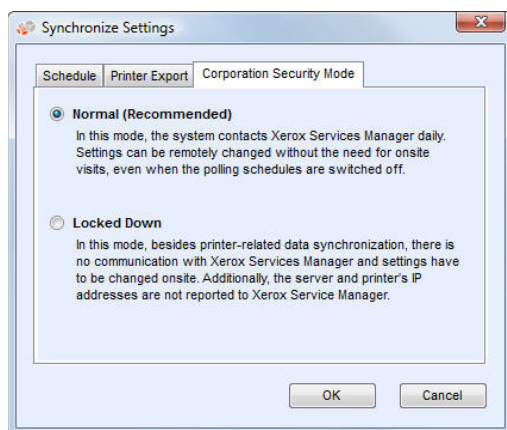 Synchronize Settings
Schedule Printer Export Corporation Security Mode
Normal (Recommended)
In this mode, the system contacts Xerox Services Manager daily.
Settings can be remotely changed without the need for onsite
visits, even when the polling schedules are switched off.
Locked Down
In this mode, besides printer-related data synchronization, there is
no communication with Xerox Services Manager and settings have
to be changed onsite. Additionally, the server and printer's IP
addresses are not reported to Xerox Service Manager.
OK Cancel